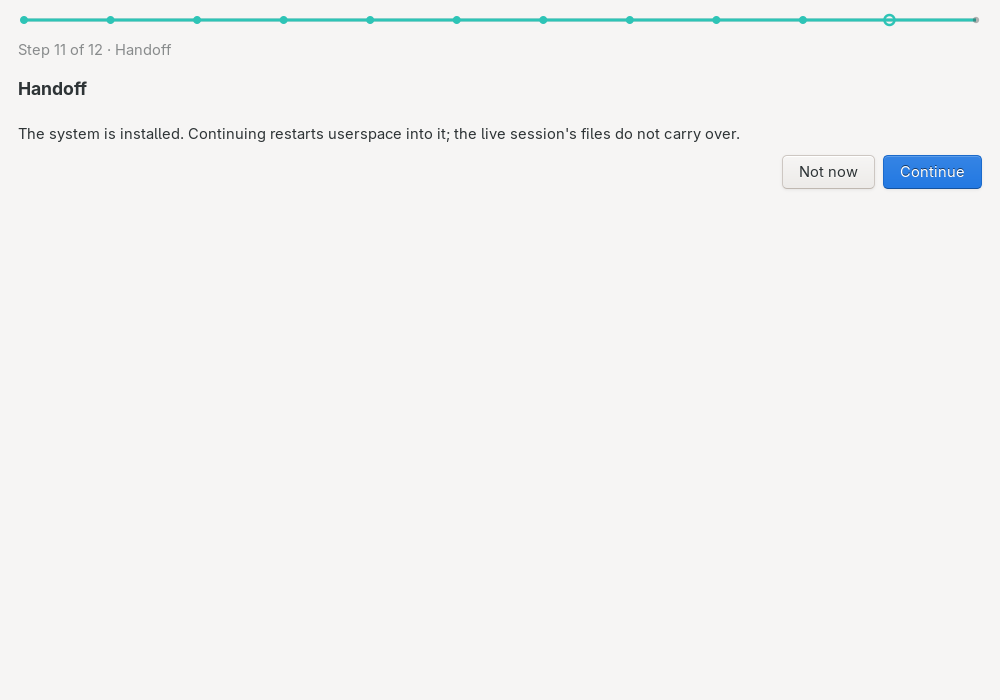 Step 11 of 12 · Handoff
Handoff
The system is installed. Continuing restarts userspace into it; the live session's files do not carry over.
Not now
Continue